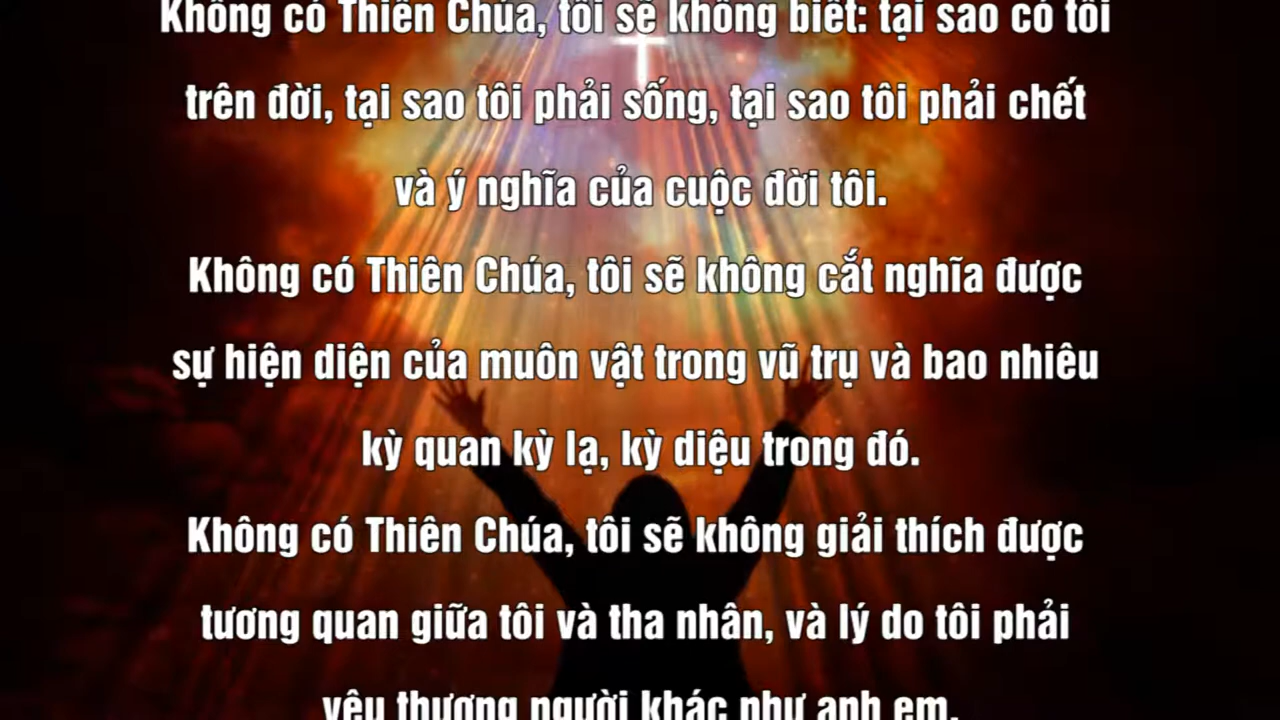 Không có Thiên Chúa, tôi sẽ không biết: tại sao có tôi
trên đời, tại sao tôi phải sống, tại sao tôi phải chết
và ý nghĩa của cuộc đời tôi.
Không có Thiên Chúa, tôi sẽ không cắt nghĩa được
sự hiện diện của muôn vật trong vũ trụ và bao nhiêu
kỳ quan kỳ lạ, kỳ diệu trong đó.
Không có Thiên Chúa, tôi sẽ không giải thích được
tương quan giữa tôi và tha nhân, và lý do tôi phải
yêu thương người khác như anh em.